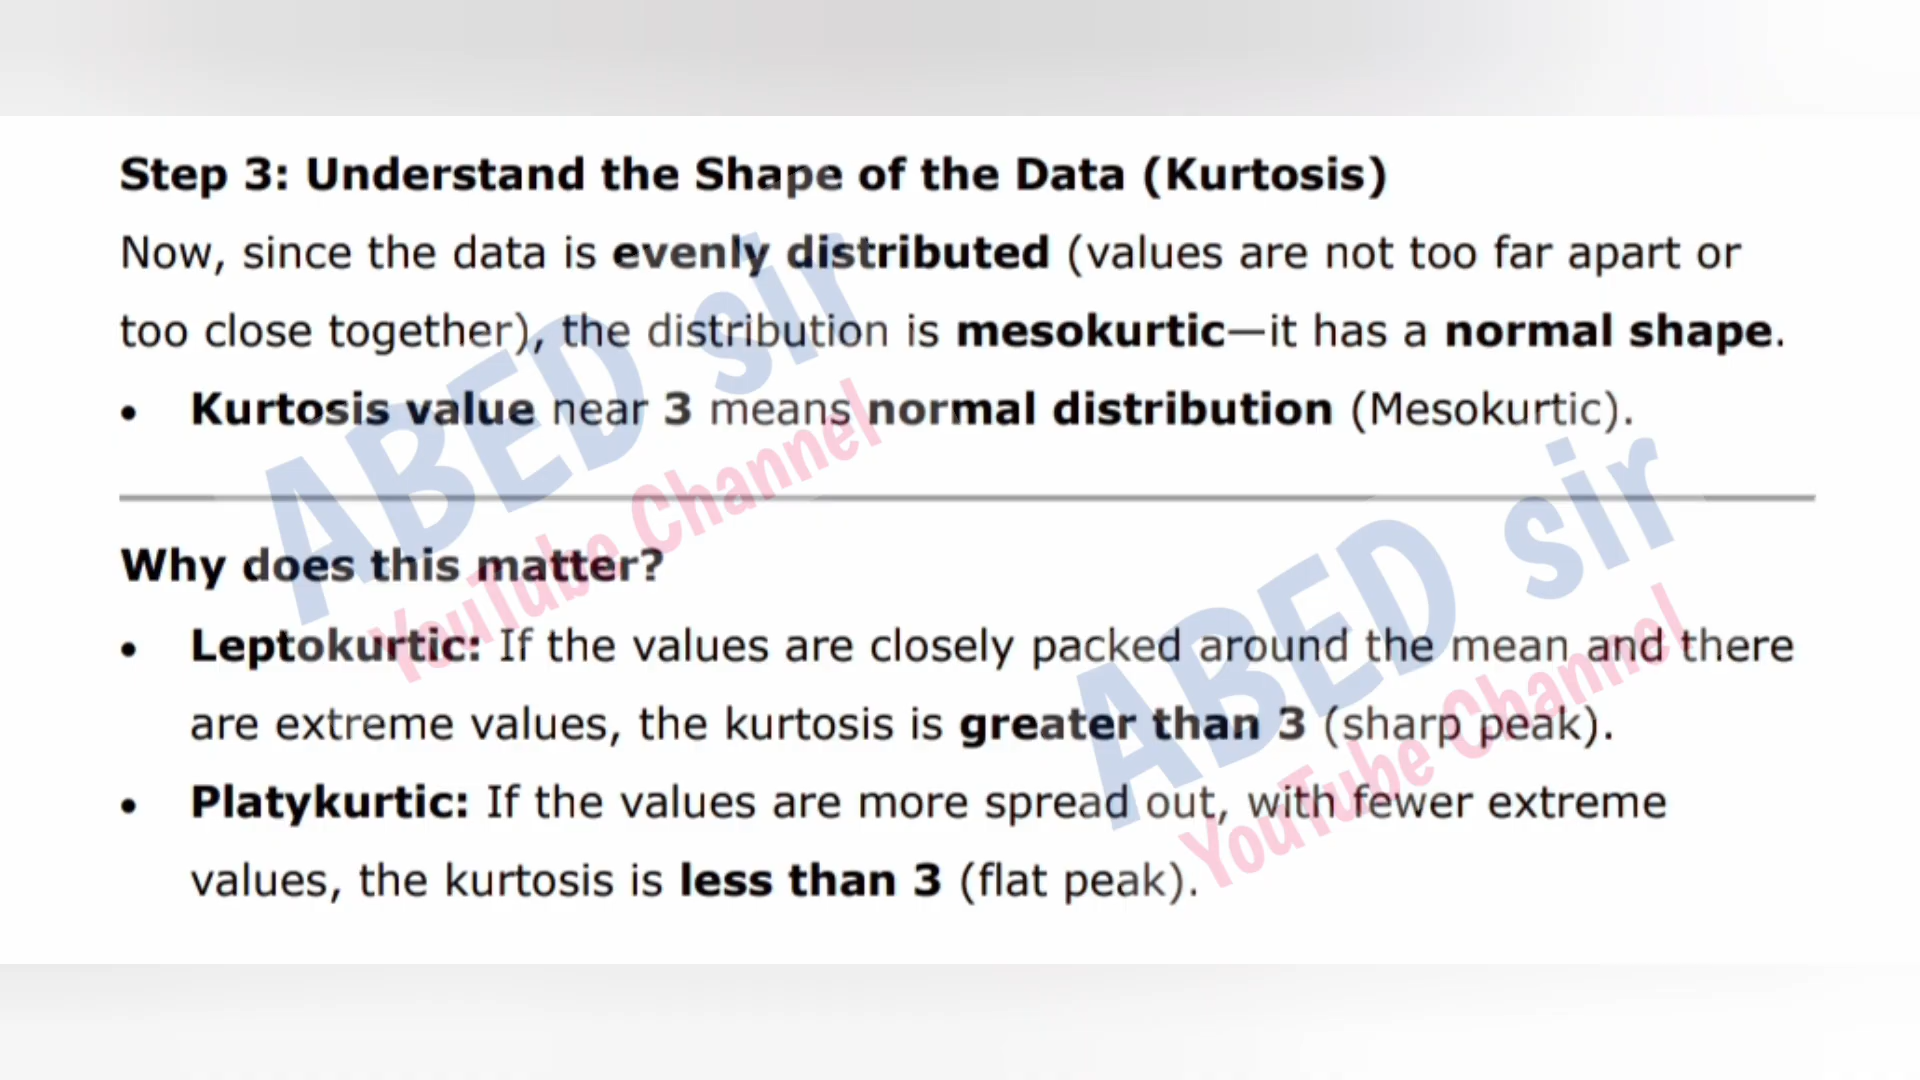 Step 3: Understand the Shape of the Data (Kurtosis)
Now, since the data is evenly distributed (values are not too far apart or
too close together), the distribution is mesokurtic—it has a normal shape.
• Kurtosis value near 3 means normal distribution (Mesokurtic).
Why does this matter?
• Leptokurtic: If the values are closely packed around the mean and there
are extreme values, the kurtosis is greater than 3 (sharp peak).
• Platykurtic: If the values are more spread out, with fewer extreme
values, the kurtosis is less than 3 (flat peak).
ABED sir
YouTube Channel
ABED sir
YouTube Channel